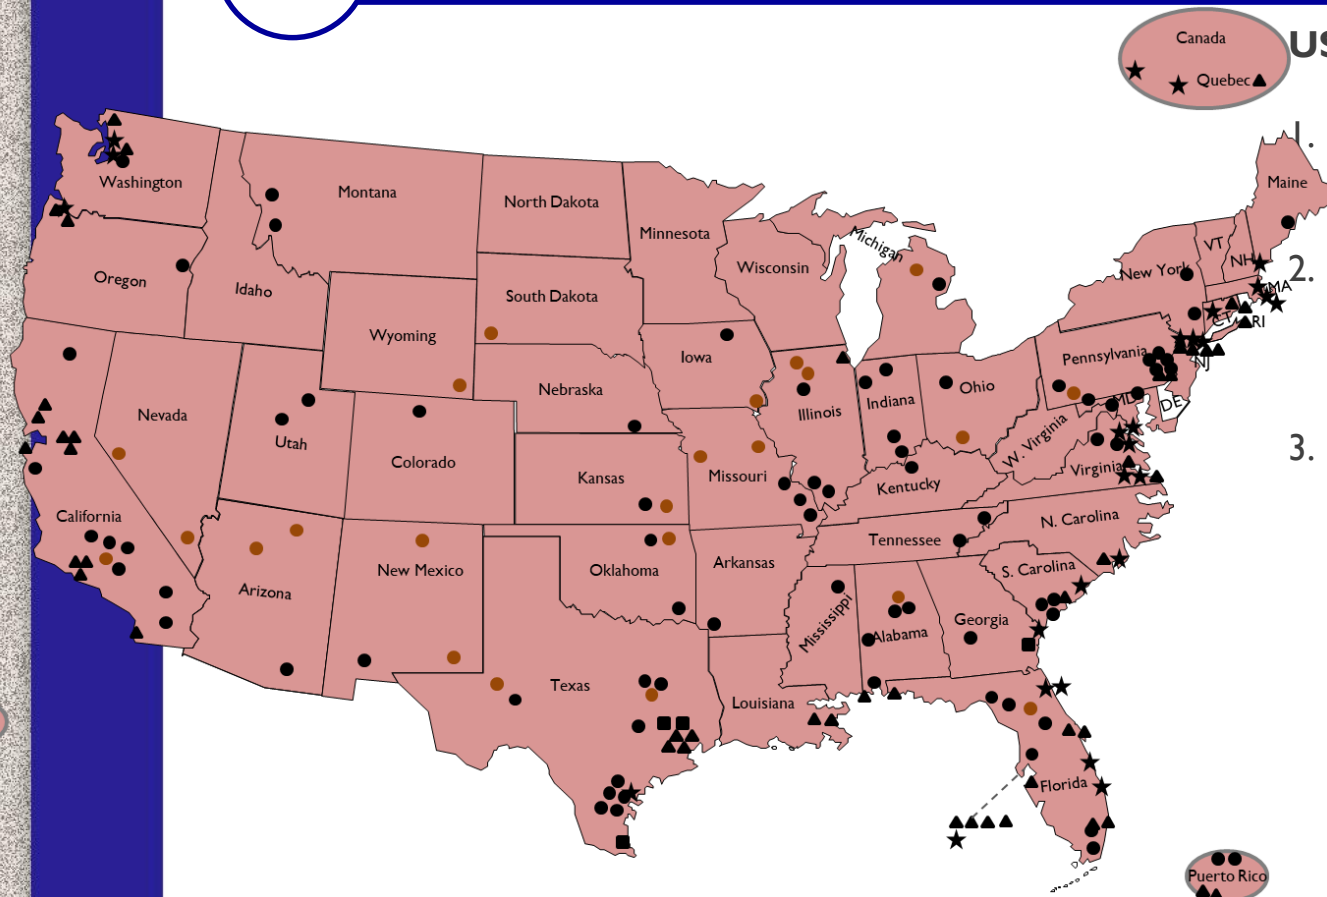 Canada
US
Quebec
1.
Maine
Washington
Montana
North Dakota
Minnesota
Michigan
VT
NH
New York
2.
MA
Oregon
Idaho
Wisconsin
South Dakota
Wyoming
CT
RI
Iowa
Pennsylvania
NJ
Nebraska
Ohio
Nevada
Illinois
Indiana
MD
DE
Utah
Colorado
W. Virginia
3.
Kansas
Missouri
Virginia
Kentucky
California
N. Carolina
Tennessee
New Mexico
Oklahoma
Arkansas
S. Carolina
Arizona
Mississippi
Georgia
Alabama
Texas
Louisiana
Florida
Puerto Rico